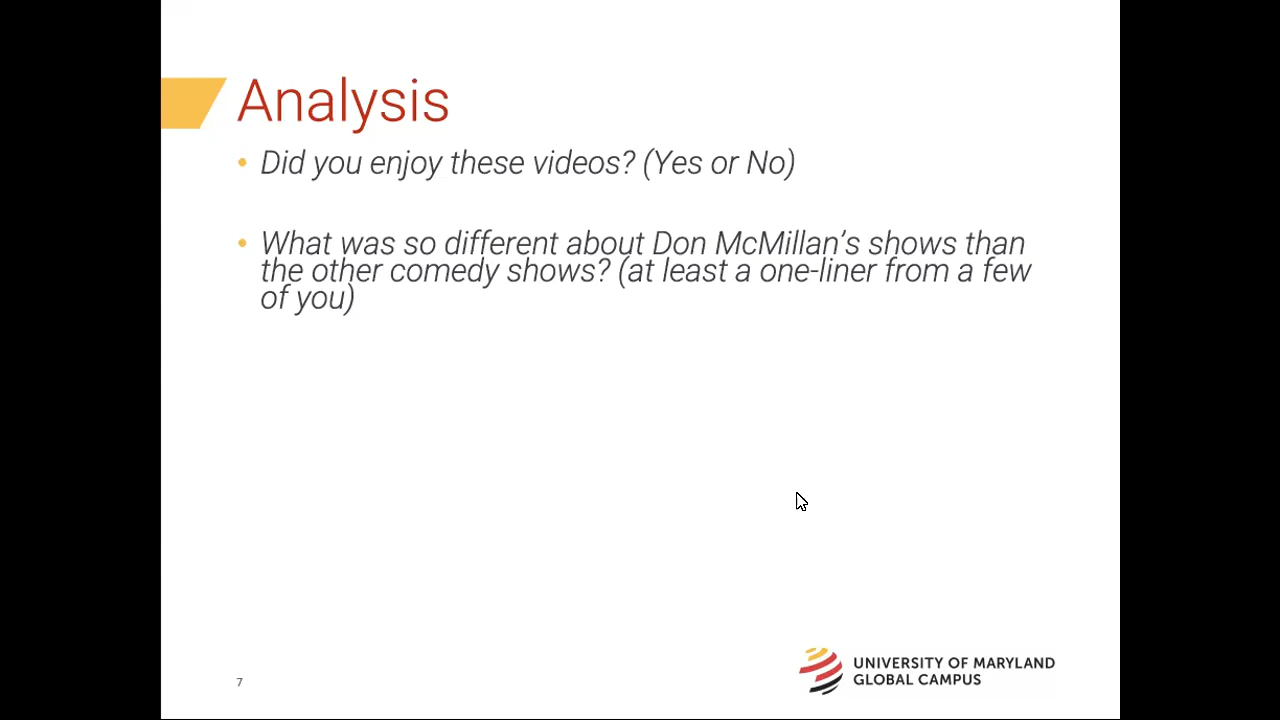 Analysis
• Did you enjoy these videos? (Yes or No)
• What was so different about Don McMillan’s shows than
the other comedy shows? (at least a one-liner from a few
of you)
7
UNIVERSITY OF MARYLAND
GLOBAL CAMPUS